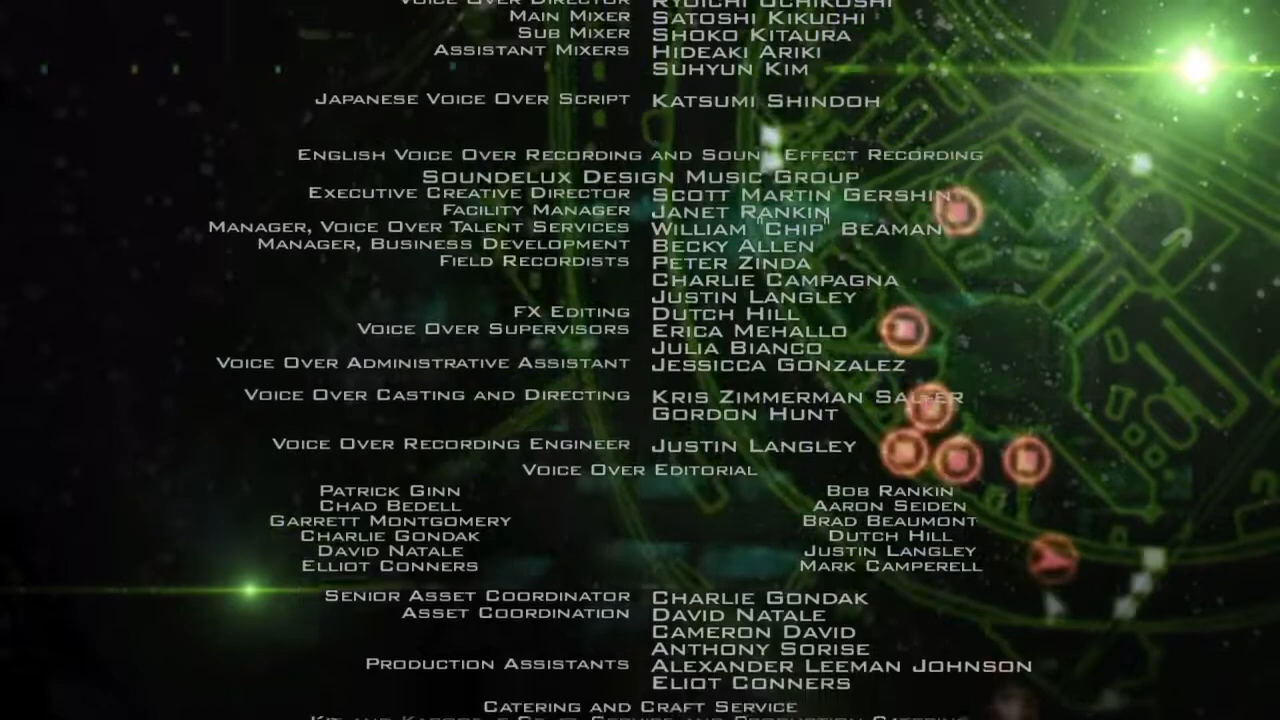 VOICE OVER DIRECTOR RYOICHI UCHIKOSHI
MAIN MIXER SATOSHI KIKUCHI
SUB MIXER SHOKO KITAURA
ASSISTANT MIXERS HIDEAKI ARIKI
SUHYUN KIM
JAPANESE VOICE OVER SCRIPT KATSUMI SHINDOH
ENGLISH VOICE OVER RECORDING AND SOUND EFFECT RECORDING
SOUNDELUX DESIGN MUSIC GROUP
EXECUTIVE CREATIVE DIRECTOR SCOTT MARTIN GERSHIN
FACILITY MANAGER JANET RANKIN
MANAGER, VOICE OVER TALENT SERVICES WILLIAM "CHIP" BEAMAN
MANAGER, BUSINESS DEVELOPMENT BECKY ALLEN
FIELD RECORDISTS PETER ZINDA
CHARLIE CAMPAGNA
JUSTIN LANGLEY
FX EDITING DUTCH HILL
VOICE OVER SUPERVISORS ERICA MEHALLO
JULIA BIANCO
VOICE OVER ADMINISTRATIVE ASSISTANT JESSICCA GONZALEZ
VOICE OVER CASTING AND DIRECTING KRIS ZIMMERMAN SALTER
GORDON HUNT
VOICE OVER RECORDING ENGINEER JUSTIN LANGLEY
VOICE OVER EDITORIAL
PATRICK GINN BOB RANKIN
CHAD BEDELL AARON SEIDEN
GARRETT MONTGOMERY BRAD BEAUMONT
CHARLIE GONDAK DUTCH HILL
DAVID NATALE JUSTIN LANGLEY
ELLIOT CONNERS MARK CAMPERELL
SENIOR ASSET COORDINATOR CHARLIE GONDAK
ASSET COORDINATION DAVID NATALE
CAMERON DAVID
ANTHONY SORISE
PRODUCTION ASSISTANTS ALEXANDER LEEMAN JOHNSON
ELIOT CONNERS
CATERING AND CRAFT SERVICE